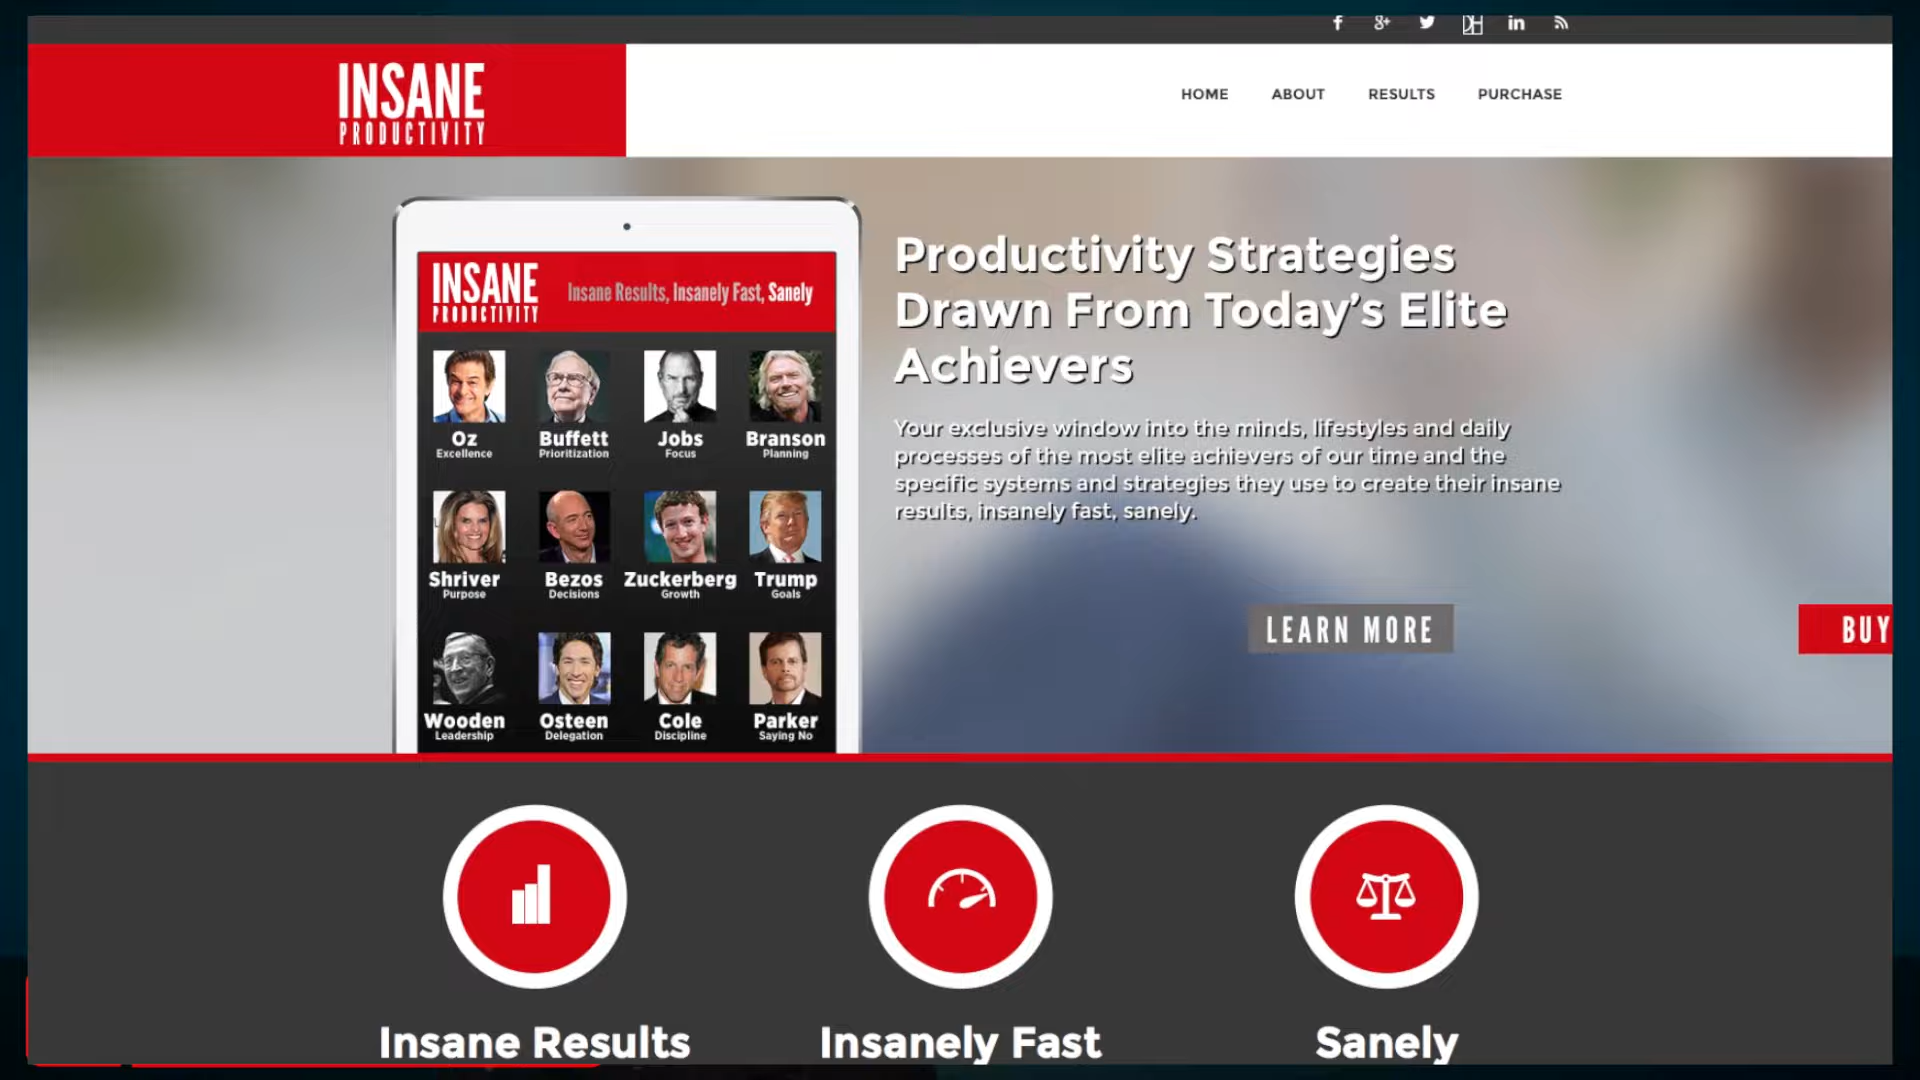 INSANE
PRODUCTIVITY
HOME ABOUT RESULTS PURCHASE
INSANE
PRODUCTIVITY
Insane Results, Insanely Fast, Sanely
Oz Buffett Jobs Branson
Excellence Prioritization Focus Planning
Shriver Bezos Zuckerberg Trump
Purpose Decisions Growth Goals
Wooden Osteen Cole Parker
Leadership Delegation Discipline Saying No
Productivity Strategies
Drawn From Today’s Elite
Achievers
Your exclusive window into the minds, lifestyles and daily
processes of the most elite achievers of our time and the
specific systems and strategies they use to create their insane
results, insanely fast, sanely.
LEARN MORE
BUY
Insane Results Insanely Fast Sanely